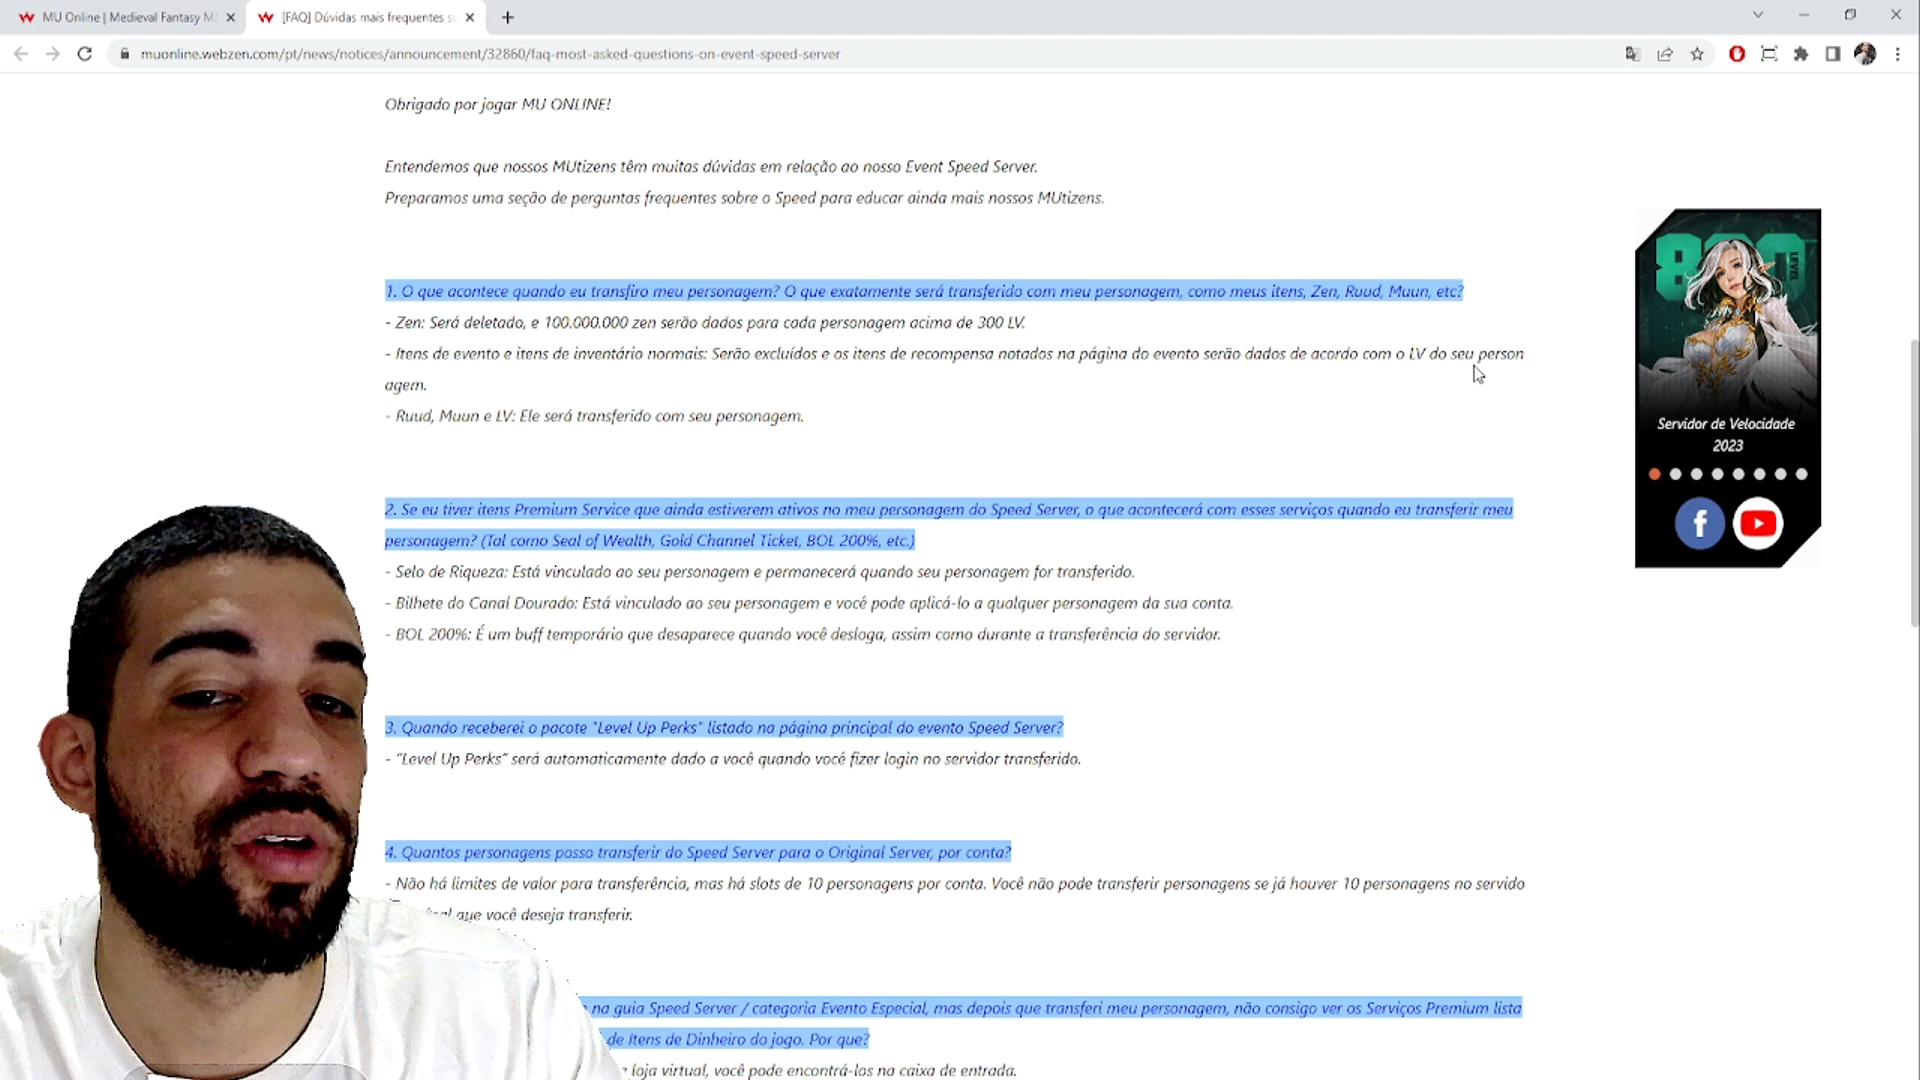 MU Online | Medieval Fantasy M
[FAQ] Dúvidas mais frequentes s
muonline.webzen.com/pt/news/notices/announcement/32860/faq-most-asked-questions-on-event-speed-server
Obrigado por jogar MU ONLINE!
Entendemos que nossos MUtizens têm muitas dúvidas em relação ao nosso Event Speed Server.
Preparamos uma seção de perguntas frequentes sobre o Speed para educar ainda mais nossos MUtizens.
1. O que acontece quando eu transfiro meu personagem? O que exatamente será transferido com meu personagem, como meus itens, Zen, Ruud, Muun, etc?
- Zen: Será deletado, e 100.000.000 zen serão dados para cada personagem acima de 300 LV.
- Itens de evento e itens de inventário normais: Serão excluídos e os itens de recompensa notados na página do evento serão dados de acordo com o LV do seu person
agem.
- Ruud, Muun e LV: Ele será transferido com seu personagem.
800
LEVEL
Servidor de Velocidade
2023
2. Se eu tiver itens Premium Service que ainda estiverem ativos no meu personagem do Speed Server, o que acontecerá com esses serviços quando eu transferir meu
personagem? (Tal como Seal of Wealth, Gold Channel Ticket, BOL 200%, etc.)
- Selo de Riqueza: Está vinculado ao seu personagem e permanecerá quando seu personagem for transferido.
- Bilhete do Canal Dourado: Está vinculado ao seu personagem e você pode aplicá-lo a qualquer personagem da sua conta.
- BOL 200%: É um buff temporário que desaparece quando você desloga, assim como durante a transferência do servidor.
3. Quando receberei o pacote "Level Up Perks" listado na página principal do evento Speed Server?
- "Level Up Perks" será automaticamente dado a você quando você fizer login no servidor transferido.
4. Quantos personagens posso transferir do Speed Server para o Original Server, por conta?
- Não há limites de valor para transferência, mas há slots de 10 personagens por conta. Você não pode transferir personagens se já houver 10 personagens no servido
que você deseja transferir.
na guia Speed Server / categoria Evento Especial, mas depois que transferi meu personagem, não consigo ver os Serviços Premium lista
de Itens de Dinheiro do jogo. Por que?
loja virtual, você pode encontrá-los na caixa de entrada.